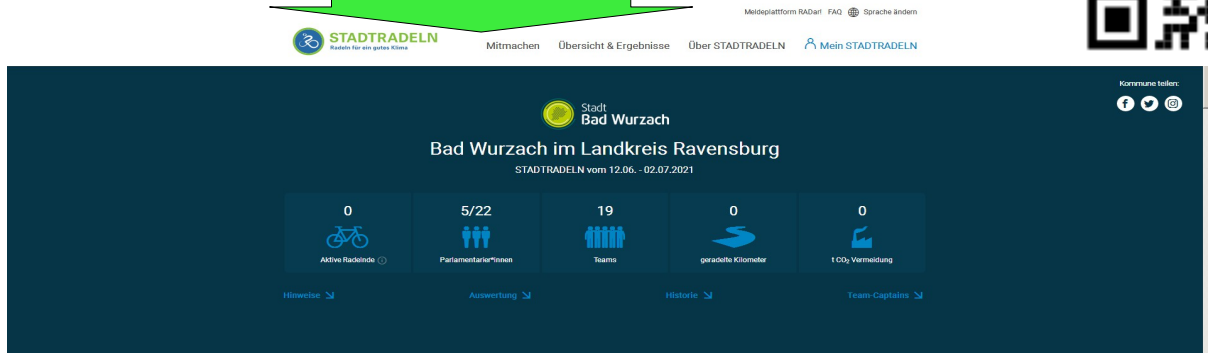 Meldeplattform RADar! FAQ Sprache ändern
STADTRADELN
Radeln für ein gutes Klima
Mitmachen Übersicht & Ergebnisse Über STADTRADELN Mein STADTRADELN
Kommune teilen:
Stadt
Bad Wurzach
Bad Wurzach im Landkreis Ravensburg
STADTRADELN vom 12.06. - 02.07.2021
0 5/22 19 0 0
Aktive Radelnde Parlamentarier*innen Teams geradelte Kilometer t CO₂ Vermeidung
Hinweise Auswertung Historie Team-Captains